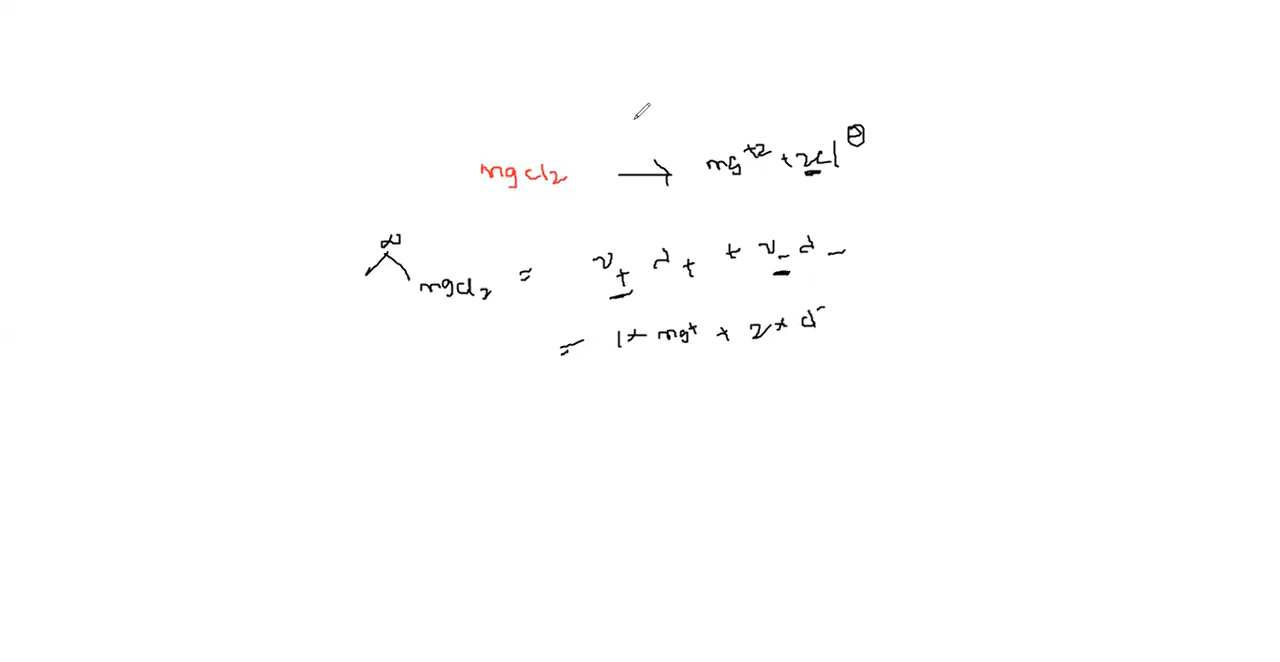 mgcl₂ → mg⁺² + 2cl⊖
Λ∞ mgcl₂ = ν₊ λ₊ + ν₋ λ₋
= 1× mg⁺ + 2× cl⁻